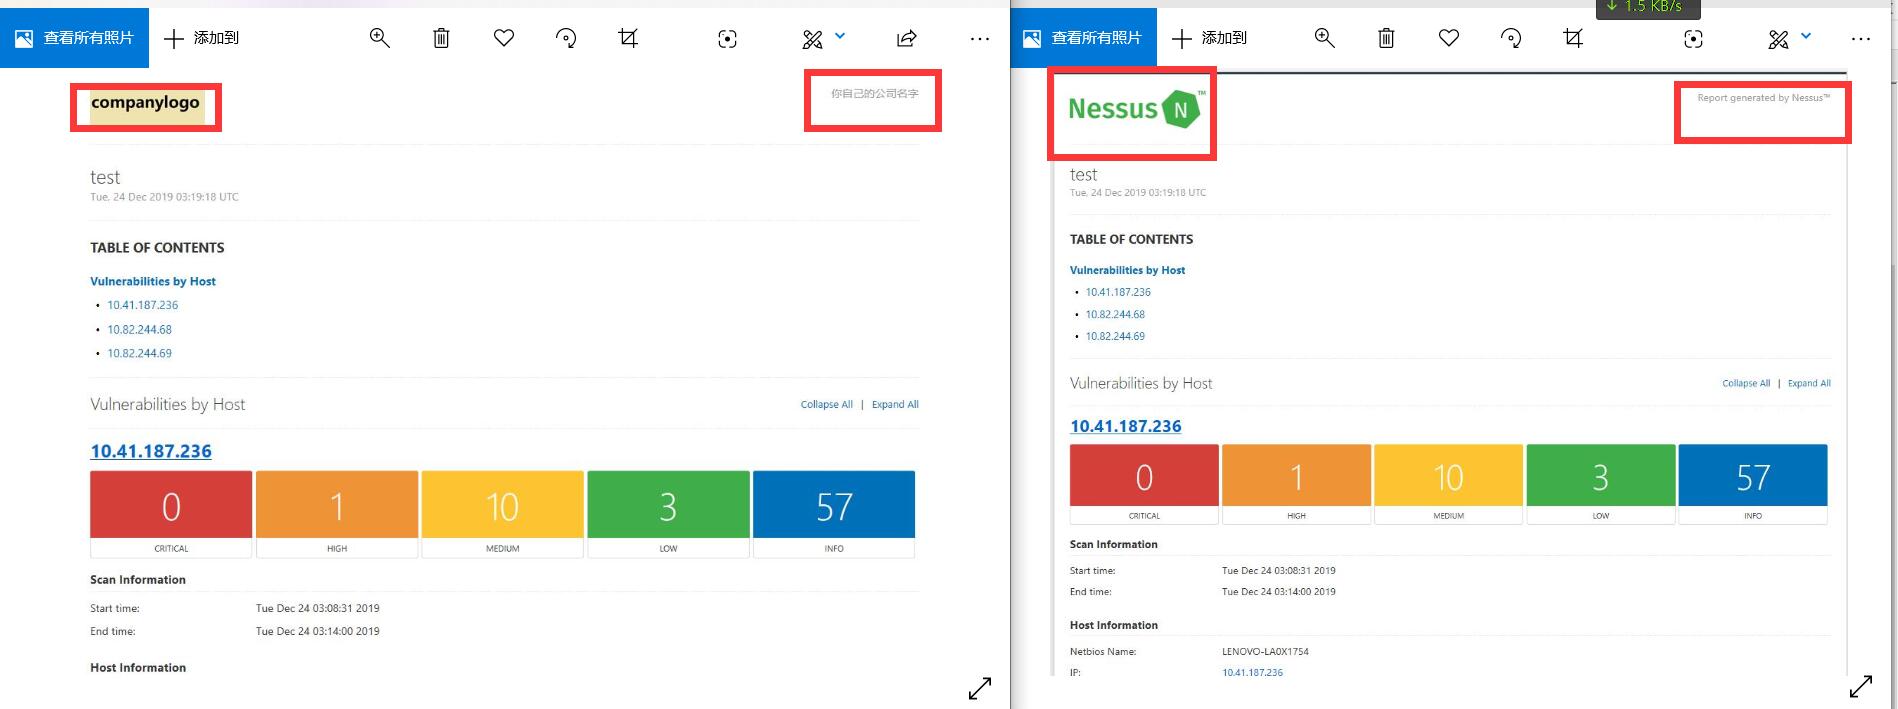 ↓ 1.5 KB/s
查看所有照片
添加到
companylogo
你自己的公司名字
test
Tue, 24 Dec 2019 03:19:18 UTC
TABLE OF CONTENTS
Vulnerabilities by Host
• 10.41.187.236
• 10.82.244.68
• 10.82.244.69
Vulnerabilities by Host
Collapse All | Expand All
10.41.187.236
0 1 10 3 57
CRITICAL HIGH MEDIUM LOW INFO
Scan Information
Start time: Tue Dec 24 03:08:31 2019
End time: Tue Dec 24 03:14:00 2019
Host Information
查看所有照片
添加到
Nessus N™
Report generated by Nessus™
test
Tue, 24 Dec 2019 03:19:18 UTC
TABLE OF CONTENTS
Vulnerabilities by Host
• 10.41.187.236
• 10.82.244.68
• 10.82.244.69
Vulnerabilities by Host
Collapse All | Expand All
10.41.187.236
0 1 10 3 57
CRITICAL HIGH MEDIUM LOW INFO
Scan Information
Start time: Tue Dec 24 03:08:31 2019
End time: Tue Dec 24 03:14:00 2019
Host Information
Netbios Name: LENOVO-LA0X1754
IP: 10.41.187.236